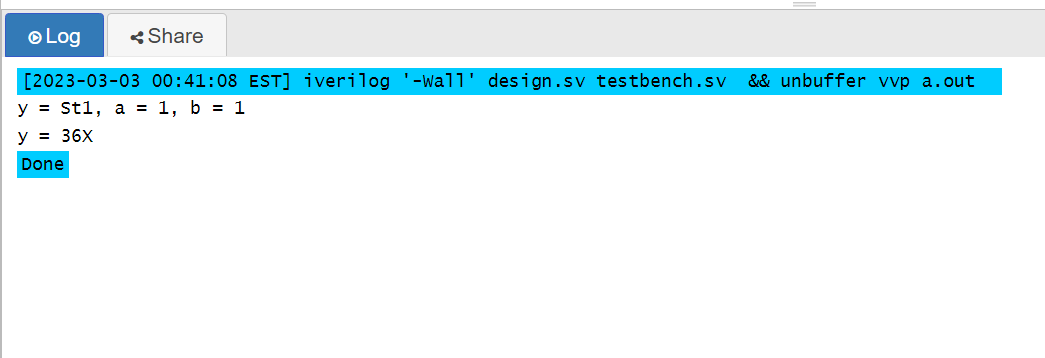 Log Share
[2023-03-03 00:41:08 EST] iverilog '-Wall' design.sv testbench.sv && unbuffer vvp a.out
y = St1, a = 1, b = 1
y = 36X
Done